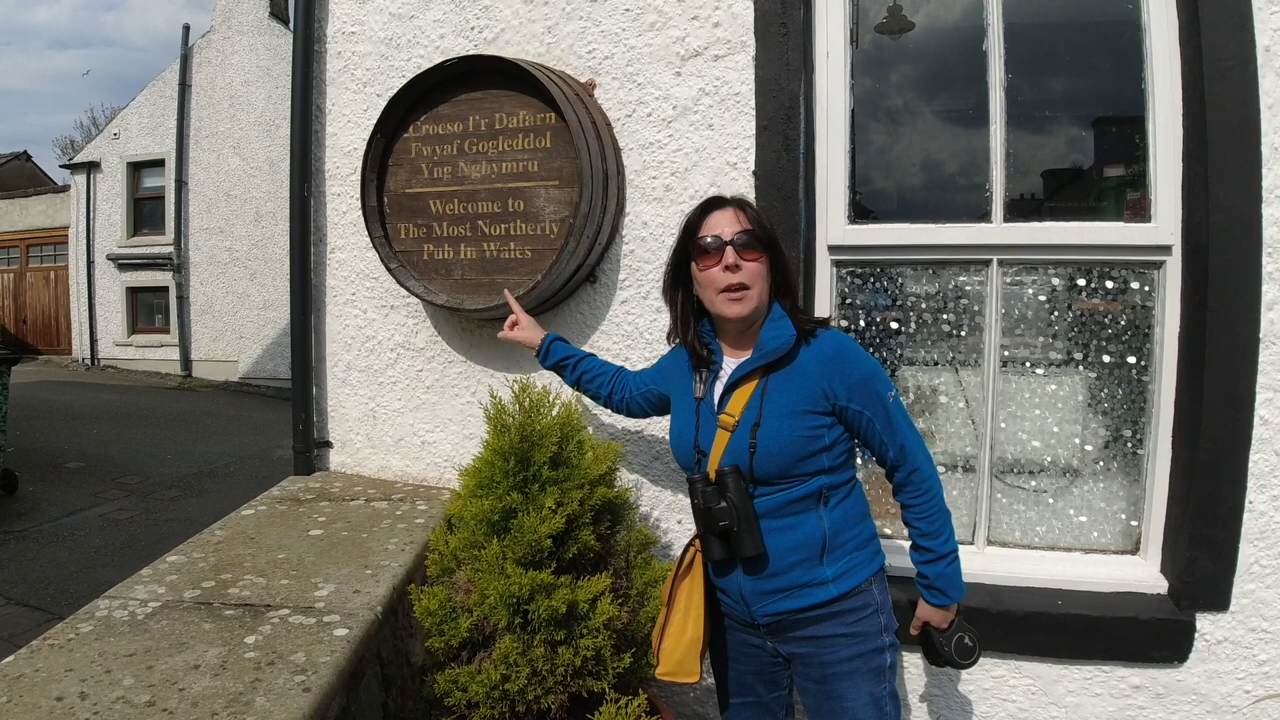 Croeso I'r Dafarn
Fwyaf Gogleddol
Yng Nghymru
Welcome to
The Most Northerly
Pub In Wales